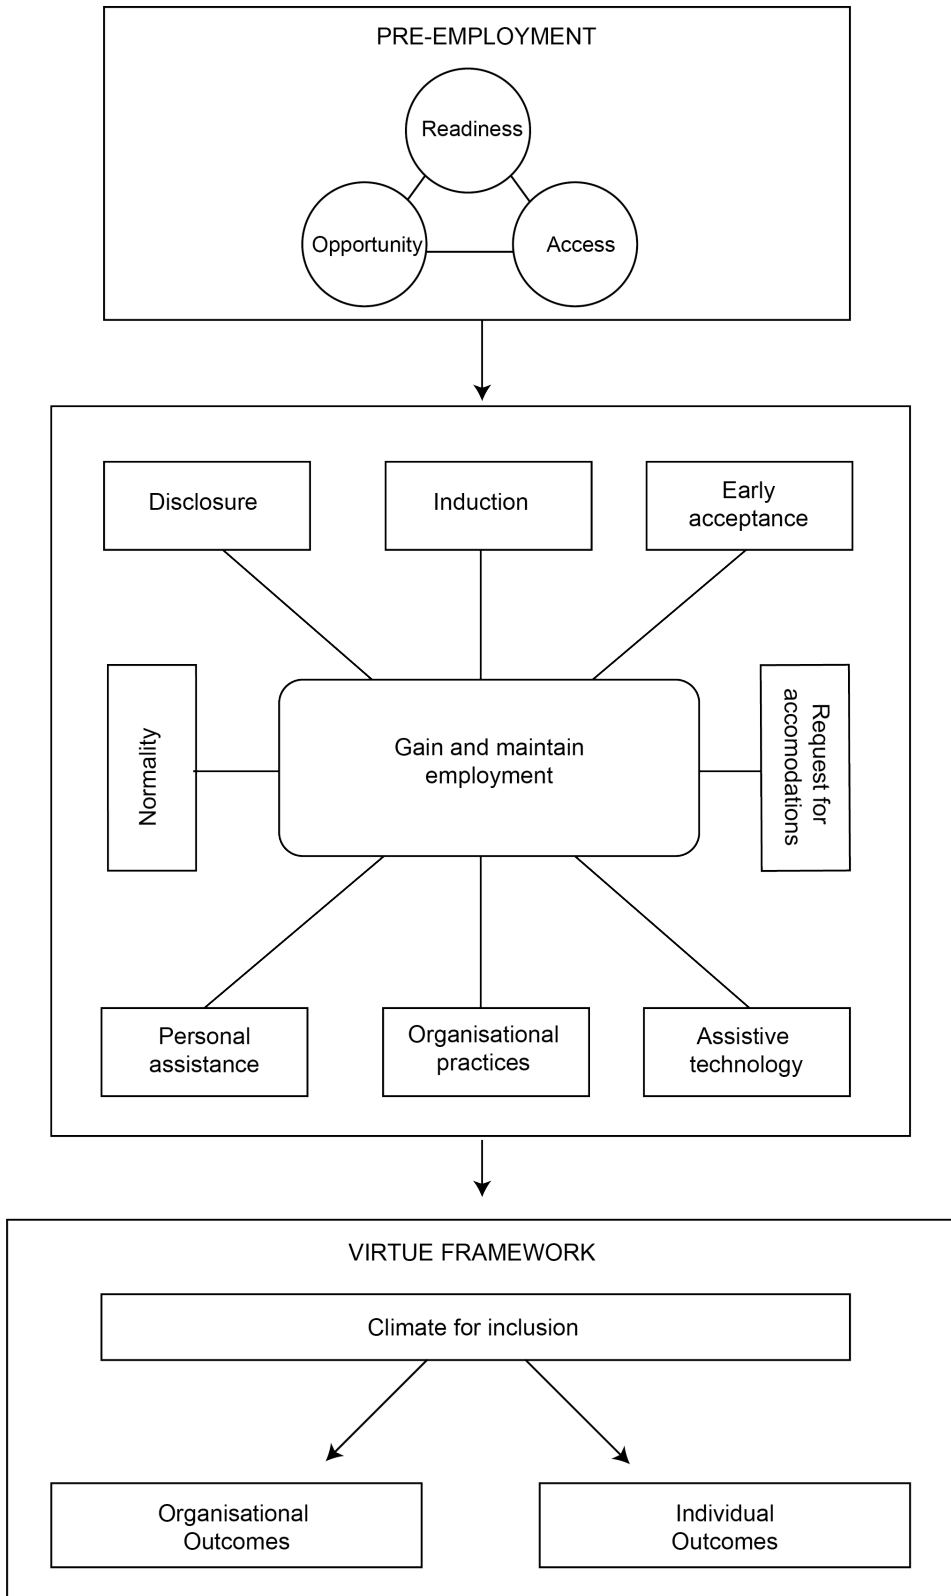 PRE-EMPLOYMENT
Readiness
Opportunity
Access
Disclosure
Induction
Early
acceptance
Normality
Gain and maintain
employment
Request for
accomodations
Personal
assistance
Organisational
practices
Assistive
technology
VIRTUE FRAMEWORK
Climate for inclusion
Organisational
Outcomes
Individual
Outcomes